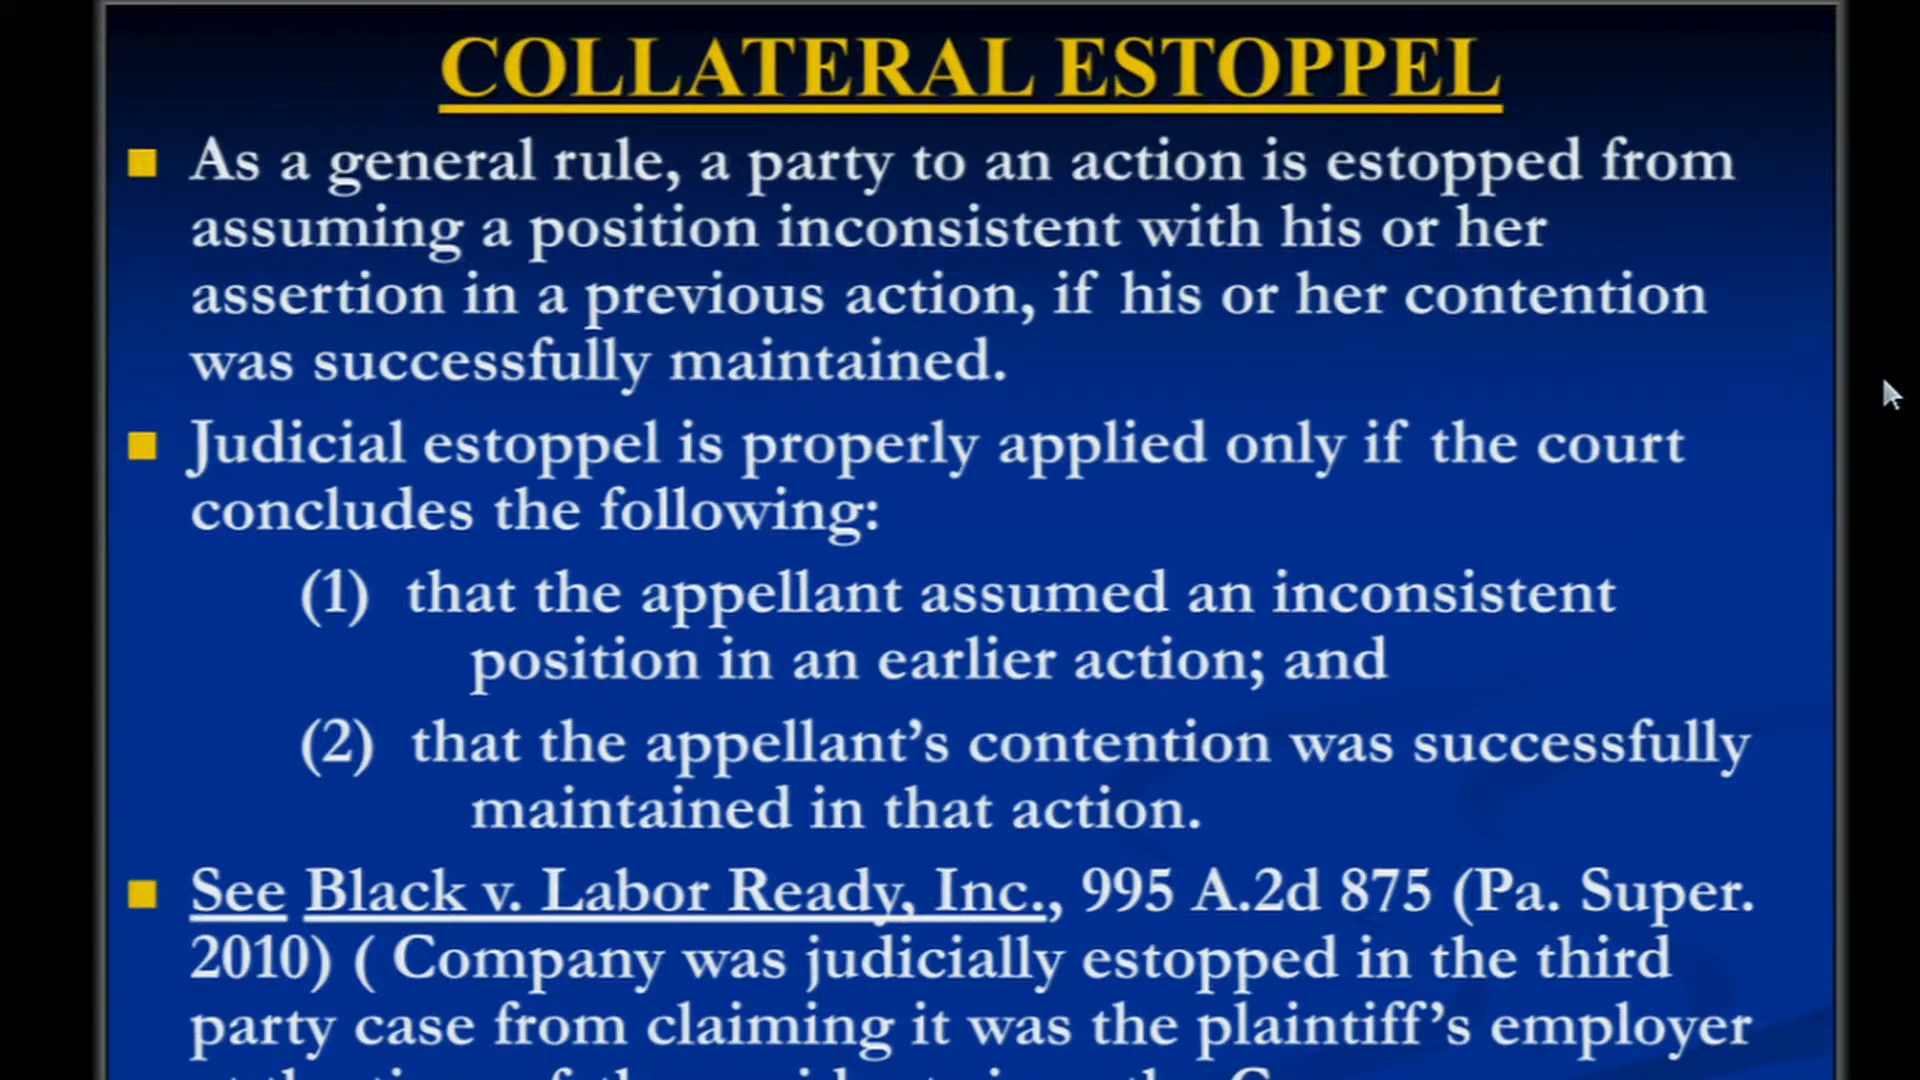 COLLATERAL ESTOPPEL
As a general rule, a party to an action is estopped from
assuming a position inconsistent with his or her
assertion in a previous action, if his or her contention
was successfully maintained.
Judicial estoppel is properly applied only if the court
concludes the following:
(1) that the appellant assumed an inconsistent
position in an earlier action; and
(2) that the appellant's contention was successfully
maintained in that action.
See Black v. Labor Ready, Inc., 995 A.2d 875 (Pa. Super.
2010) ( Company was judicially estopped in the third
party case from claiming it was the plaintiff's employer